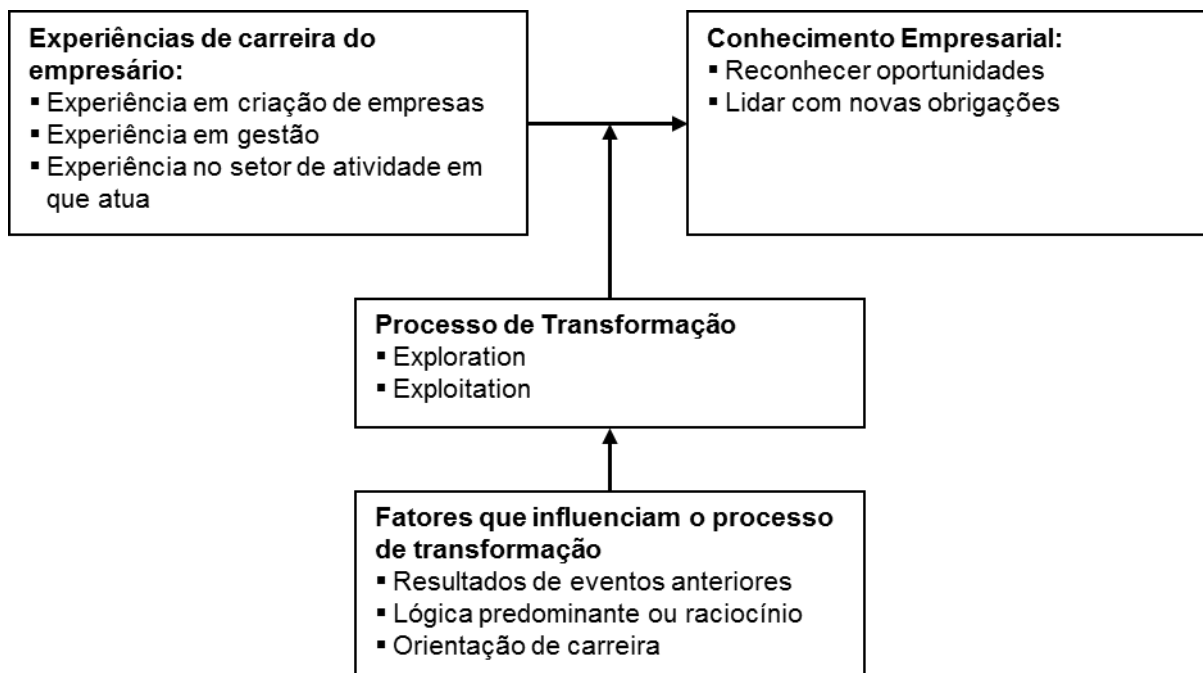 Experiências de carreira do
empresário:
▪ Experiência em criação de empresas
▪ Experiência em gestão
▪ Experiência no setor de atividade em
que atua
Conhecimento Empresarial:
▪ Reconhecer oportunidades
▪ Lidar com novas obrigações
Processo de Transformação
▪ Exploration
▪ Exploitation
Fatores que influenciam o processo
de transformação
▪ Resultados de eventos anteriores
▪ Lógica predominante ou raciocínio
▪ Orientação de carreira